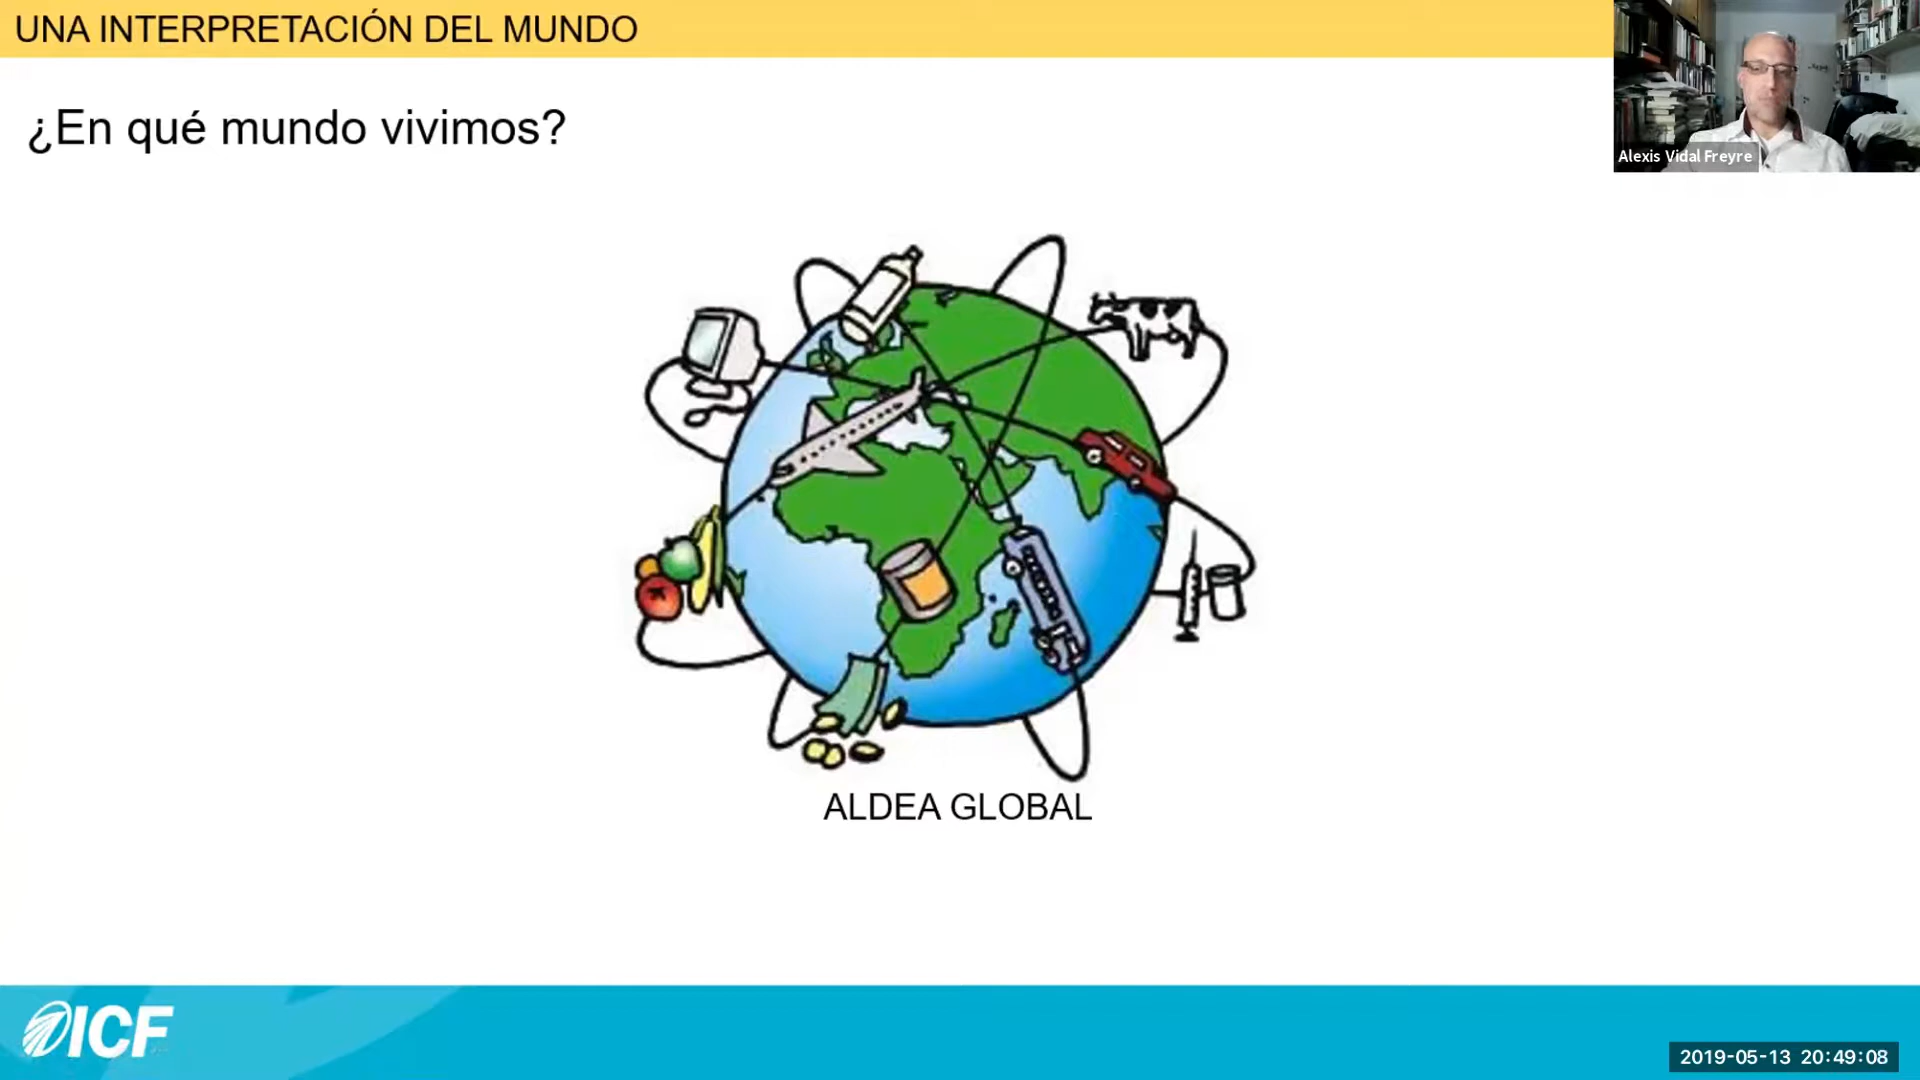 UNA INTERPRETACIÓN DEL MUNDO
¿En qué mundo vivimos?
Alexis Vidal Freyre
ALDEA GLOBAL
ICF
2019-05-13 20:49:08